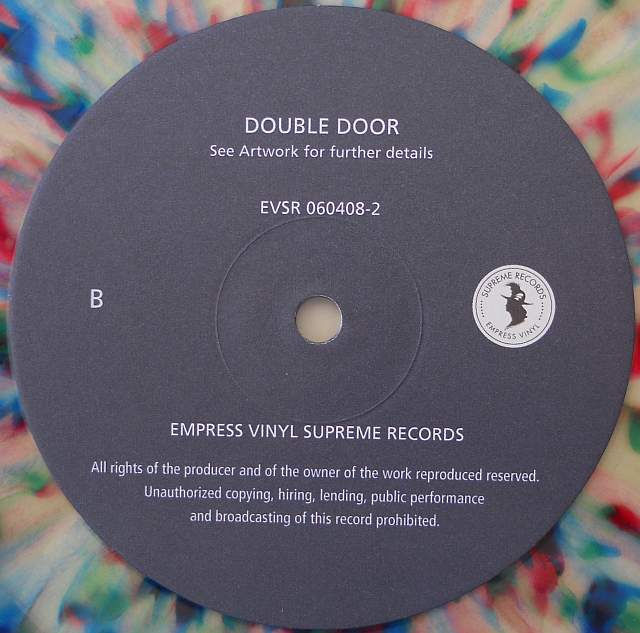 DOUBLE DOOR
See Artwork for further details
EVSR 060408-2
B
SUPREME RECORDS
EMPRESS VINYL
EMPRESS VINYL SUPREME RECORDS
All rights of the producer and of the owner of the work reproduced reserved.
Unauthorized copying, hiring, lending, public performance
and broadcasting of this record prohibited.